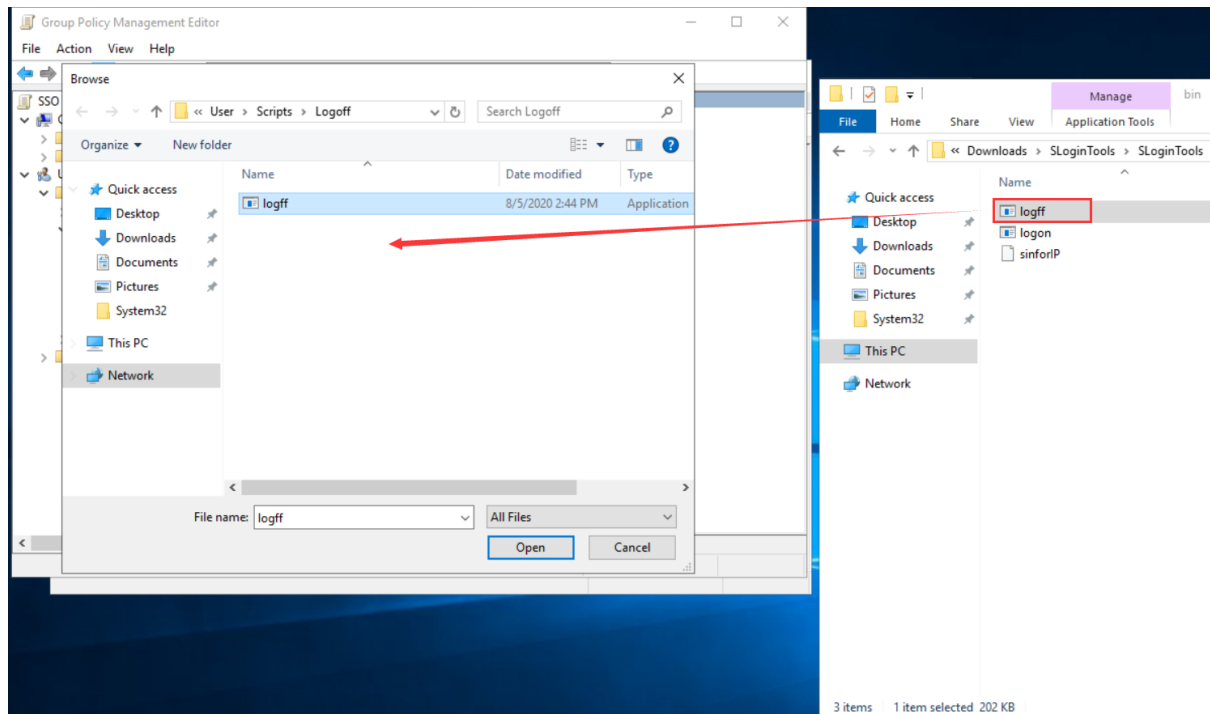 Group Policy Management Editor
File Action View Help
SSO
Browse
« User > Scripts > Logoff
Search Logoff
Organize
New folder
Name
Date modified
Type
Quick access
Desktop
Downloads
Documents
Pictures
System32
This PC
Network
logff
8/5/2020 2:44 PM
Application
File name:
logff
All Files
Open
Cancel
Manage
bin
File
Home
Share
View
Application Tools
« Downloads > SLoginTools > SLoginTools
Quick access
Desktop
Downloads
Documents
Pictures
System32
This PC
Network
Name
logff
logon
sinforIP
3 items
1 item selected 202 KB